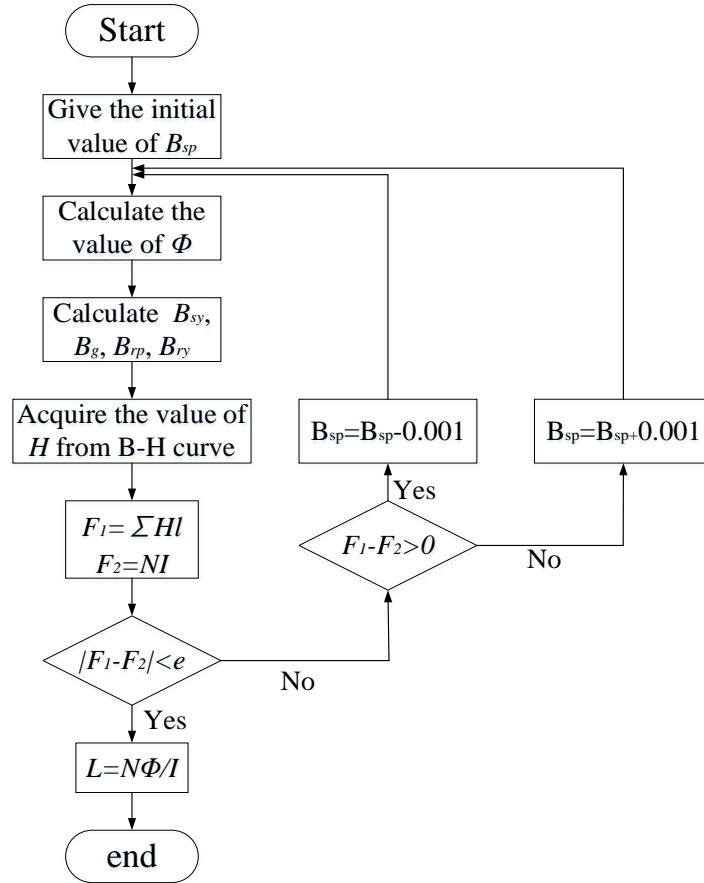 Start
Give the initial
value of Bsp
Calculate the
value of Φ
Calculate Bsy,
Bg, Brp, Bry
Acquire the value of
H from B-H curve
F1=ΣHl
F2=NI
|F1-F2|<e
No
Yes
L=NΦ/I
end
F1-F2>0
Yes
No
Bsp=Bsp-0.001
Bsp=Bsp+0.001